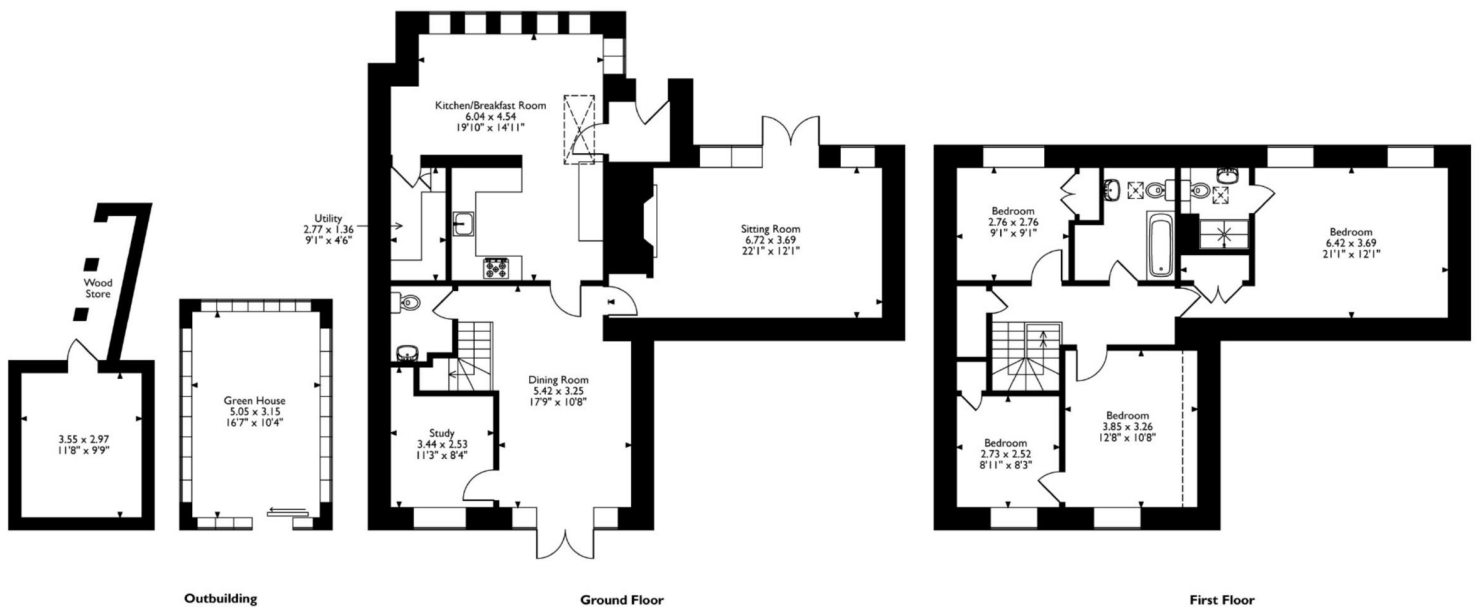 Wood
Store
3.55 x 2.97
11'8" x 9'9"
Green House
5.05 x 3.15
16'7" x 10'4"
Outbuilding
Kitchen/Breakfast Room
6.04 x 4.54
19'10" x 14'11"
Utility
2.77 x 1.36
9'1" x 4'6"
Sitting Room
6.72 x 3.69
22'1" x 12'1"
Dining Room
5.42 x 3.25
17'9" x 10'8"
Study
3.44 x 2.53
11'3" x 8'4"
Ground Floor
Bedroom
2.76 x 2.76
9'1" x 9'1"
Bedroom
6.42 x 3.69
21'1" x 12'1"
Bedroom
3.85 x 3.26
12'8" x 10'8"
Bedroom
2.73 x 2.52
8'11" x 8'3"
First Floor